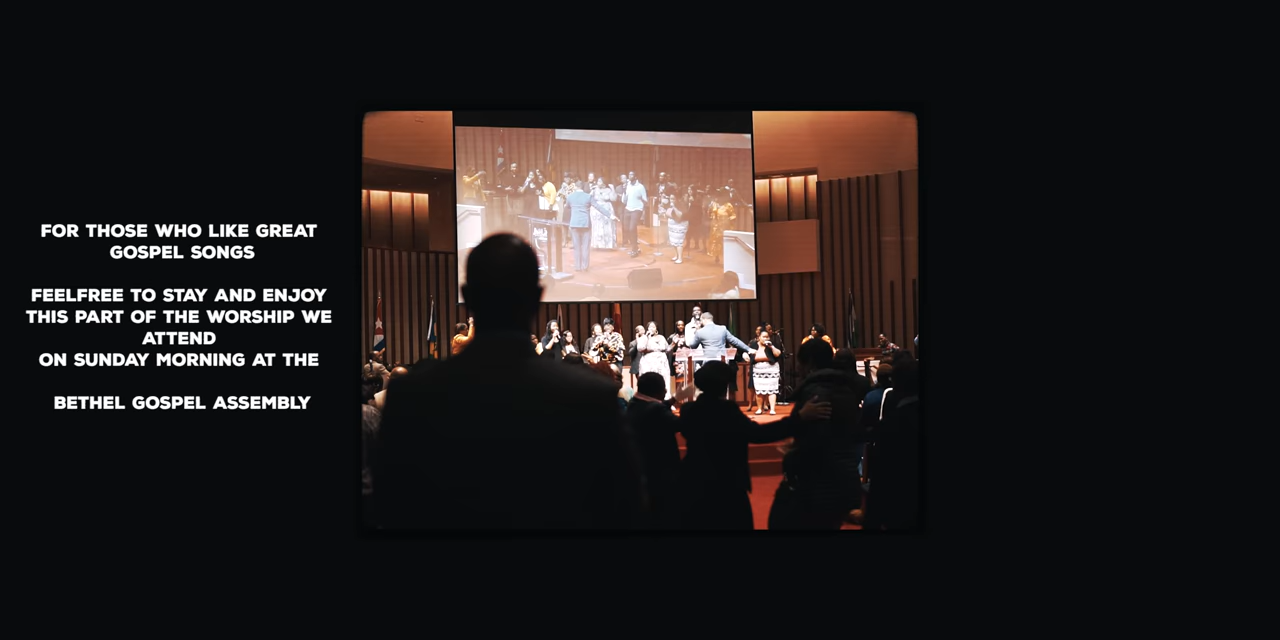 FOR THOSE WHO LIKE GREAT
GOSPEL SONGS
FEELFREE TO STAY AND ENJOY
THIS PART OF THE WORSHIP WE
ATTEND
ON SUNDAY MORNING AT THE
BETHEL GOSPEL ASSEMBLY